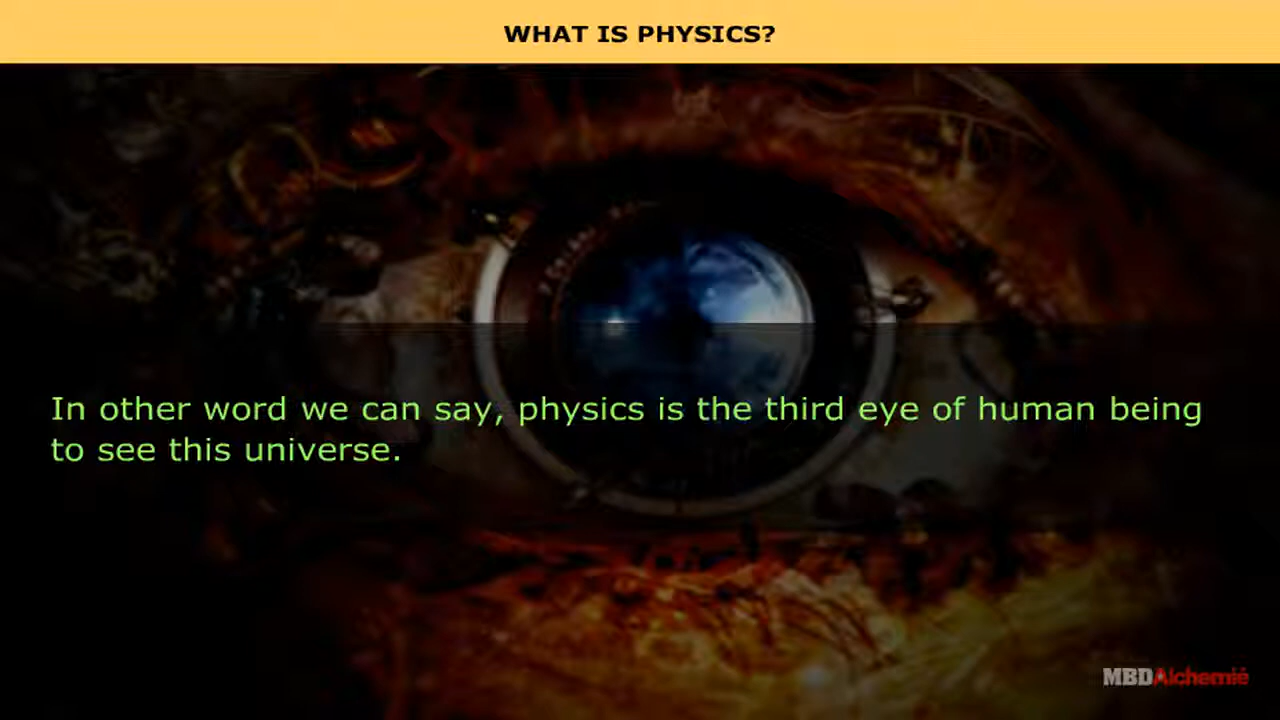 WHAT IS PHYSICS?
In other word we can say, physics is the third eye of human being
to see this universe.
MBDAlchemié